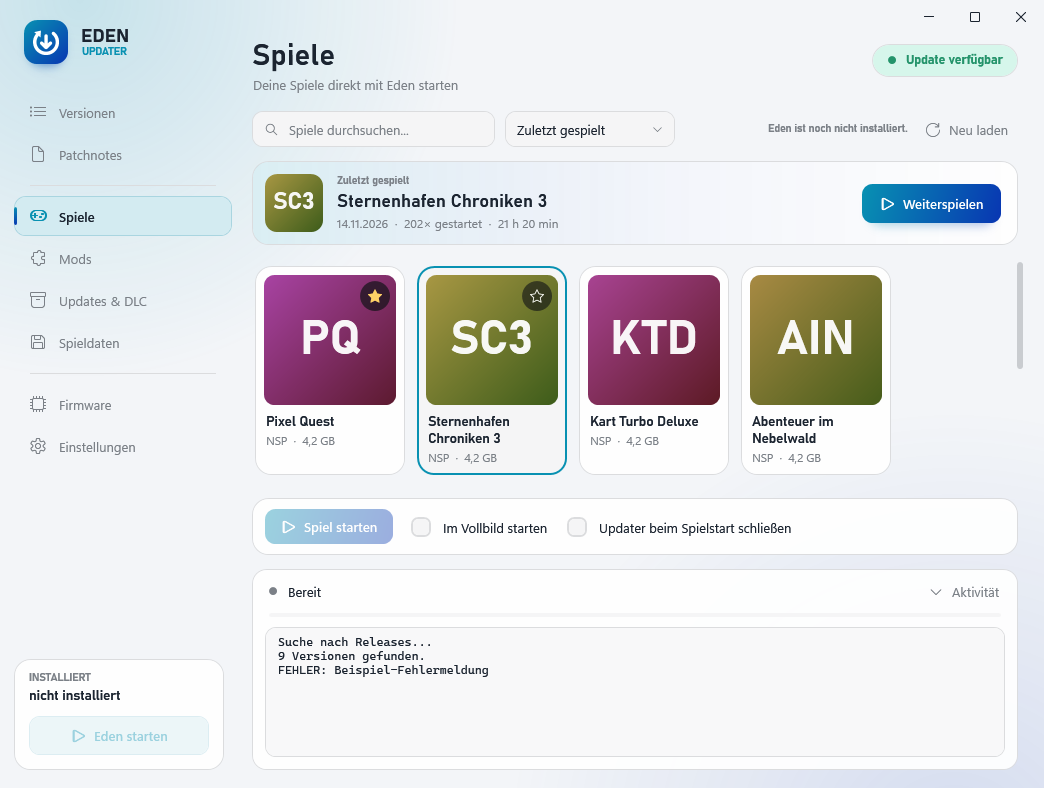 EDEN
UPDATER
Versionen
Patchnotes
Spiele
Mods
Updates & DLC
Spieldaten
Firmware
Einstellungen
INSTALLIERT
nicht installiert
Eden starten
Spiele
Deine Spiele direkt mit Eden starten
Update verfügbar
Spiele durchsuchen...
Zuletzt gespielt
Eden ist noch nicht installiert.
Neu laden
SC3
Zuletzt gespielt
Sternenhafen Chroniken 3
14.11.2026 · 202× gestartet · 21 h 20 min
Weiterspielen
PQ
Pixel Quest
NSP · 4,2 GB
SC3
Sternenhafen
Chroniken 3
NSP · 4,2 GB
KTD
Kart Turbo Deluxe
NSP · 4,2 GB
AIN
Abenteuer im
Nebelwald
NSP · 4,2 GB
Spiel starten
Im Vollbild starten
Updater beim Spielstart schließen
Bereit
Aktivität
Suche nach Releases...
9 Versionen gefunden.
FEHLER: Beispiel-Fehlermeldung